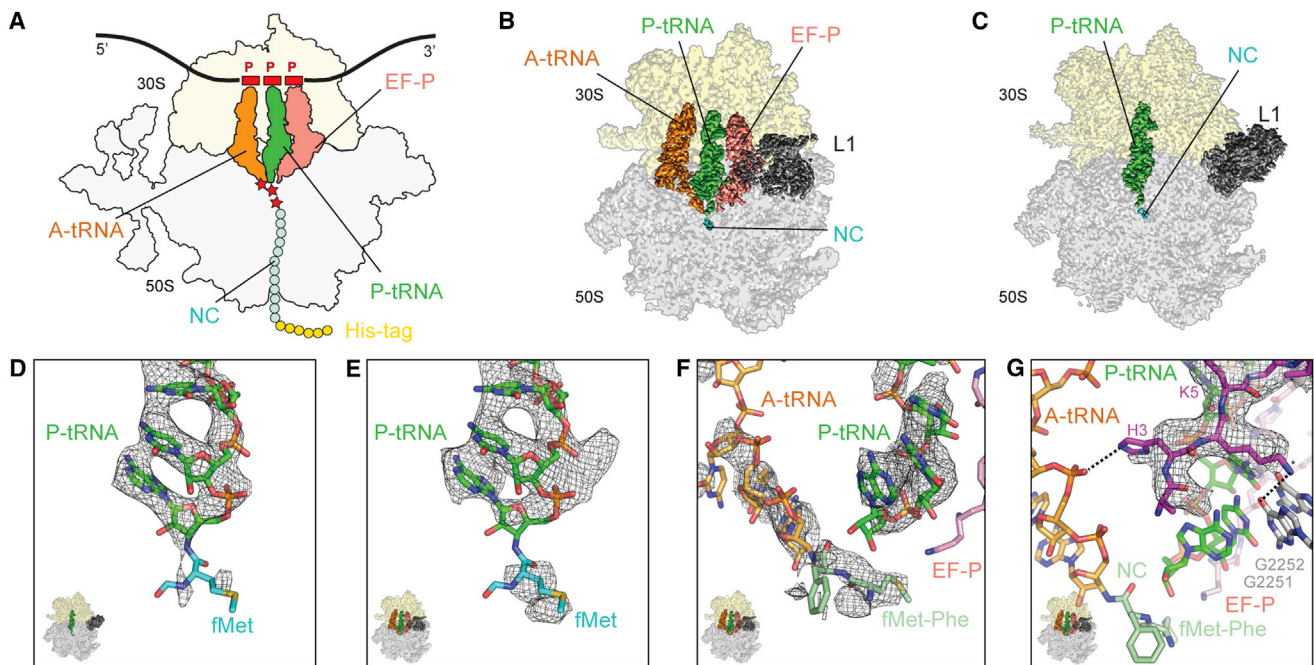 A
5'
3'
P P P
30S
EF-P
A-tRNA
50S
P-tRNA
NC
His-tag
B
P-tRNA
EF-P
A-tRNA
30S
L1
NC
50S
C
P-tRNA
NC
30S
L1
50S
D
P-tRNA
fMet
E
P-tRNA
fMet
F
A-tRNA
P-tRNA
EF-P
fMet-Phe
G
P-tRNA
K5
A-tRNA
H3
G2252
G2251
NC
EF-P
fMet-Phe